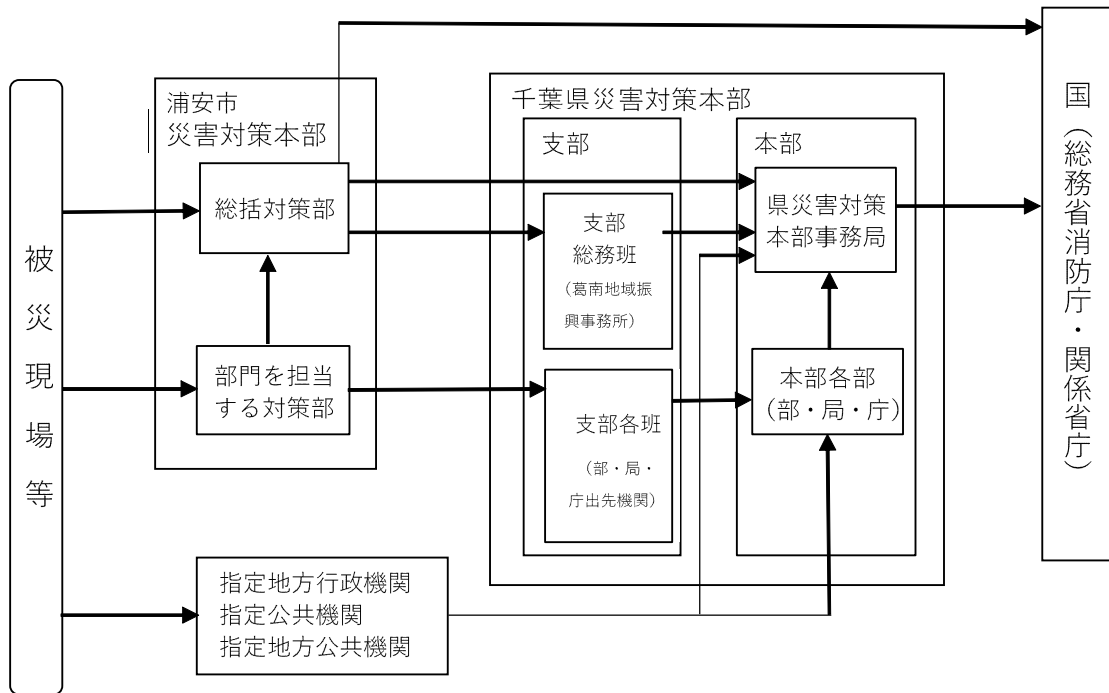 被災現場等
浦安市
災害対策本部
総括対策部
部門を担当
する対策部
指定地方行政機関
指定公共機関
指定地方公共機関
千葉県災害対策本部
支部
支部
総務班
(葛南地域振
興事務所)
支部各班
(部・局・
庁出先機関)
本部
県災害対策
本部事務局
本部各部
(部・局・庁)
国(総務省消防庁・関係省庁)